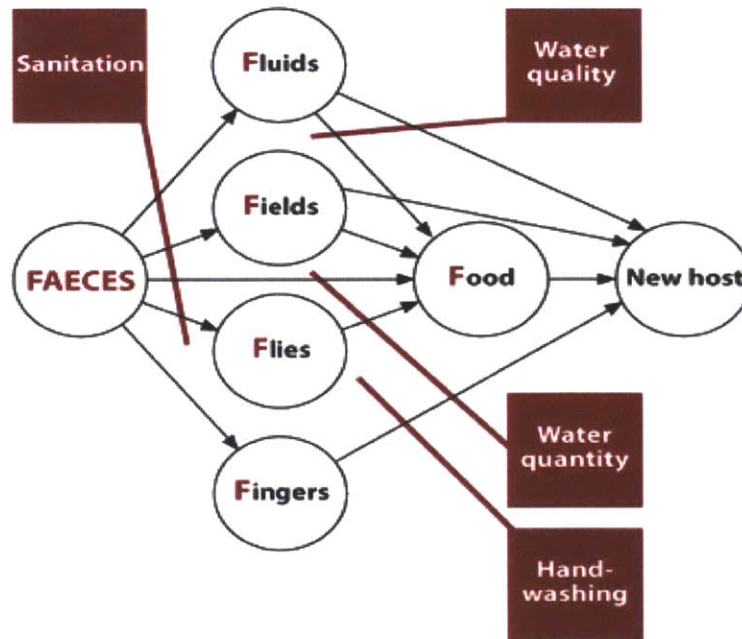 Sanitation
Fluids
Water
quality
Fields
FAECES
Food
New host
Flies
Water
quantity
Fingers
Hand-
washing